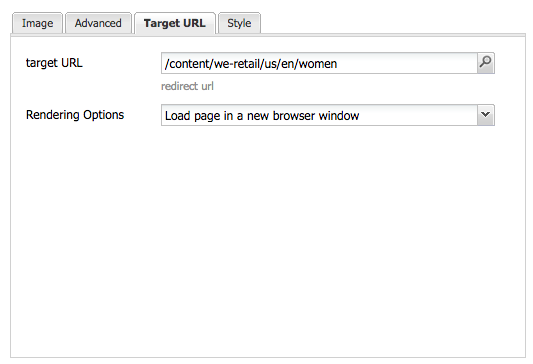 Image Advanced Target URL Style
target URL /content/we-retail/us/en/women
redirect url
Rendering Options Load page in a new browser window